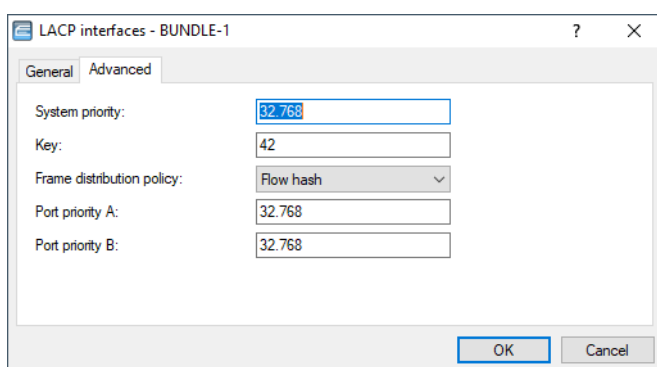 LACP interfaces - BUNDLE-1 ?
General Advanced
System priority: 32.768
Key: 42
Frame distribution policy: Flow hash
Port priority A: 32.768
Port priority B: 32.768
OK Cancel